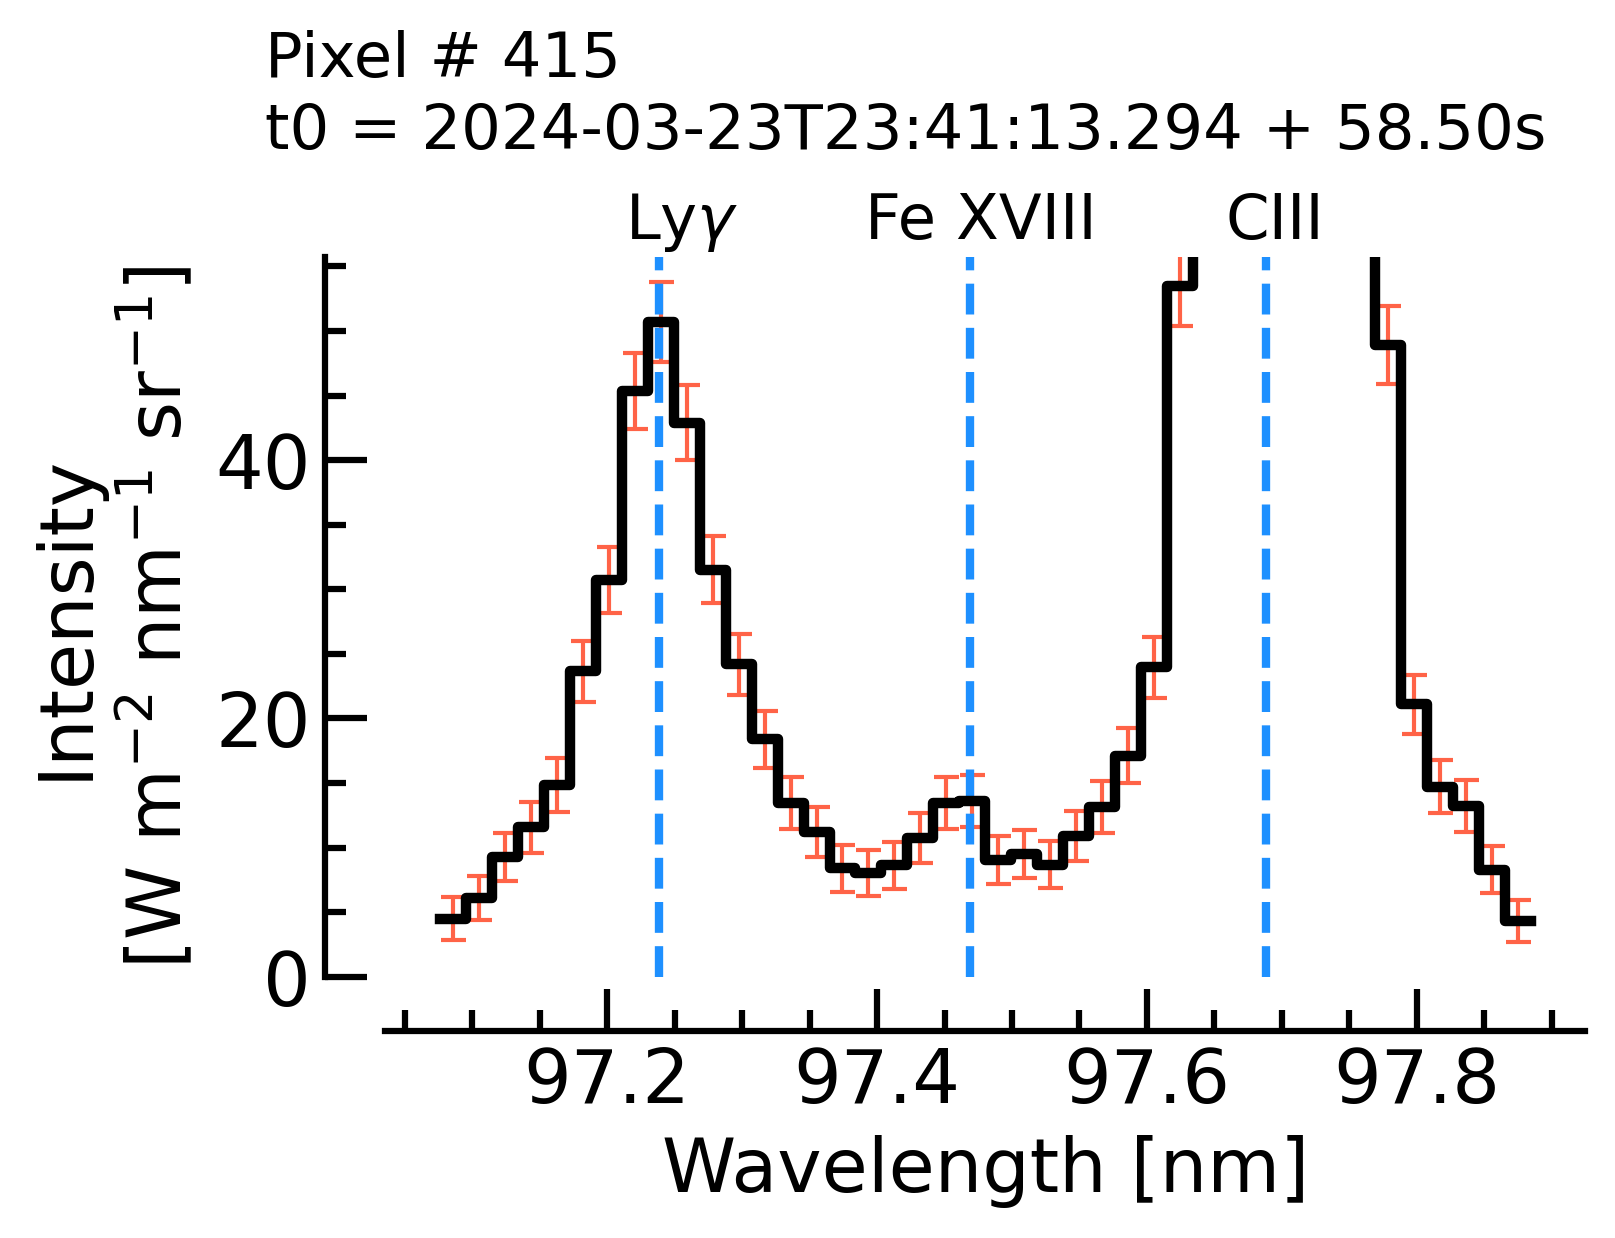 Pixel # 415
t0 = 2024-03-23T23:41:13.294 + 58.50s
Lyγ Fe XVIII CIII
Intensity
[W m⁻² nm⁻¹ sr⁻¹]
40
20
0
97.2 97.4 97.6 97.8
Wavelength [nm]